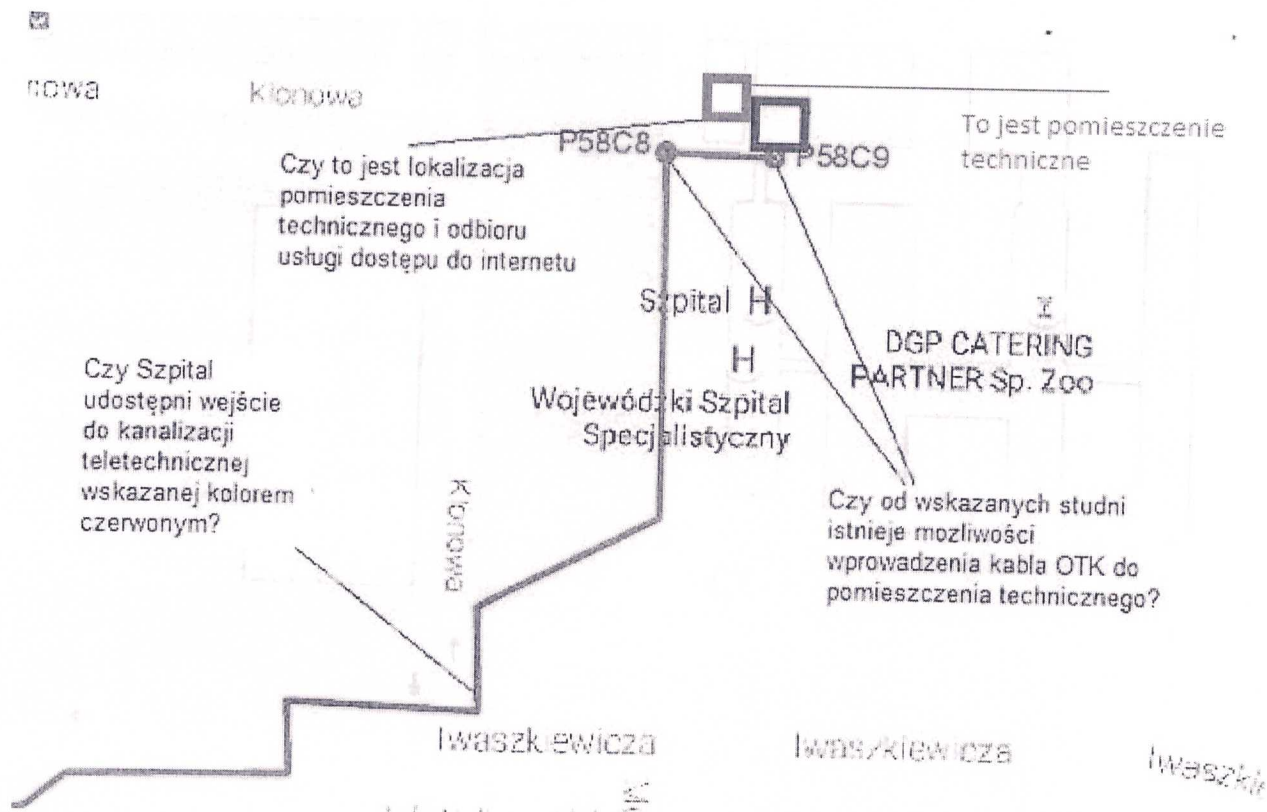 nowa
Klonowa
P58C8
P58C9
To jest pomieszczenie
techniczne
Czy to jest lokalizacja
pomieszczenia
technicznego i odbioru
usługi dostępu do internetu
Szpital H
H
DGP CATERING
PARTNER Sp. Zoo
Wojewódzki Szpital
Specjalistyczny
Czy Szpital
udostępni wejście
do kanalizacji
teletechnicznej
wskazanej kolorem
czerwonym?
Klonowa
Czy od wskazanych studni
istnieje mozliwości
wprowadzenia kabla OTK do
pomieszczenia technicznego?
Iwaszkiewicza
Iwaszkiewicza
Iwaszkie